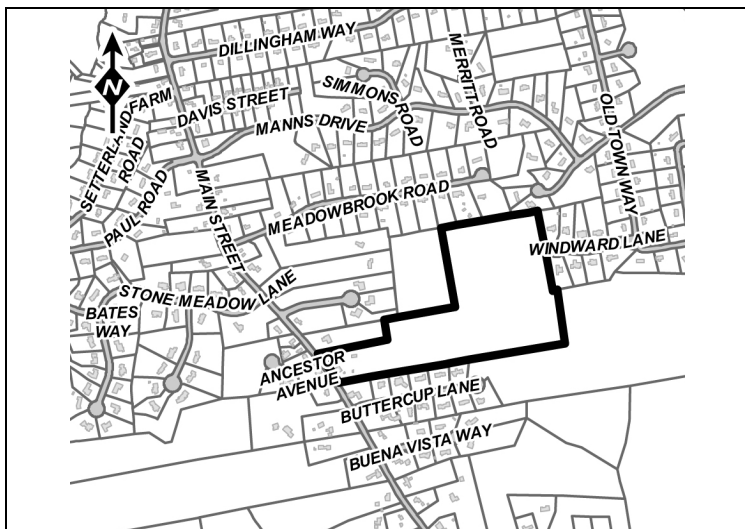 DILLINGHAM WAY
MERRITT ROAD
SIMMONS ROAD
N
DAVIS STREET
OLD TOWN WAY
SETTERLAND FARM
ROAD
MANNS DRIVE
PAUL ROAD
MAIN STREET
MEADOWBROOK ROAD
WINDWARD LANE
STONE MEADOW LANE
BATES
WAY
ANCESTOR
AVENUE
BUTTERCUP LANE
BUENA VISTA WAY